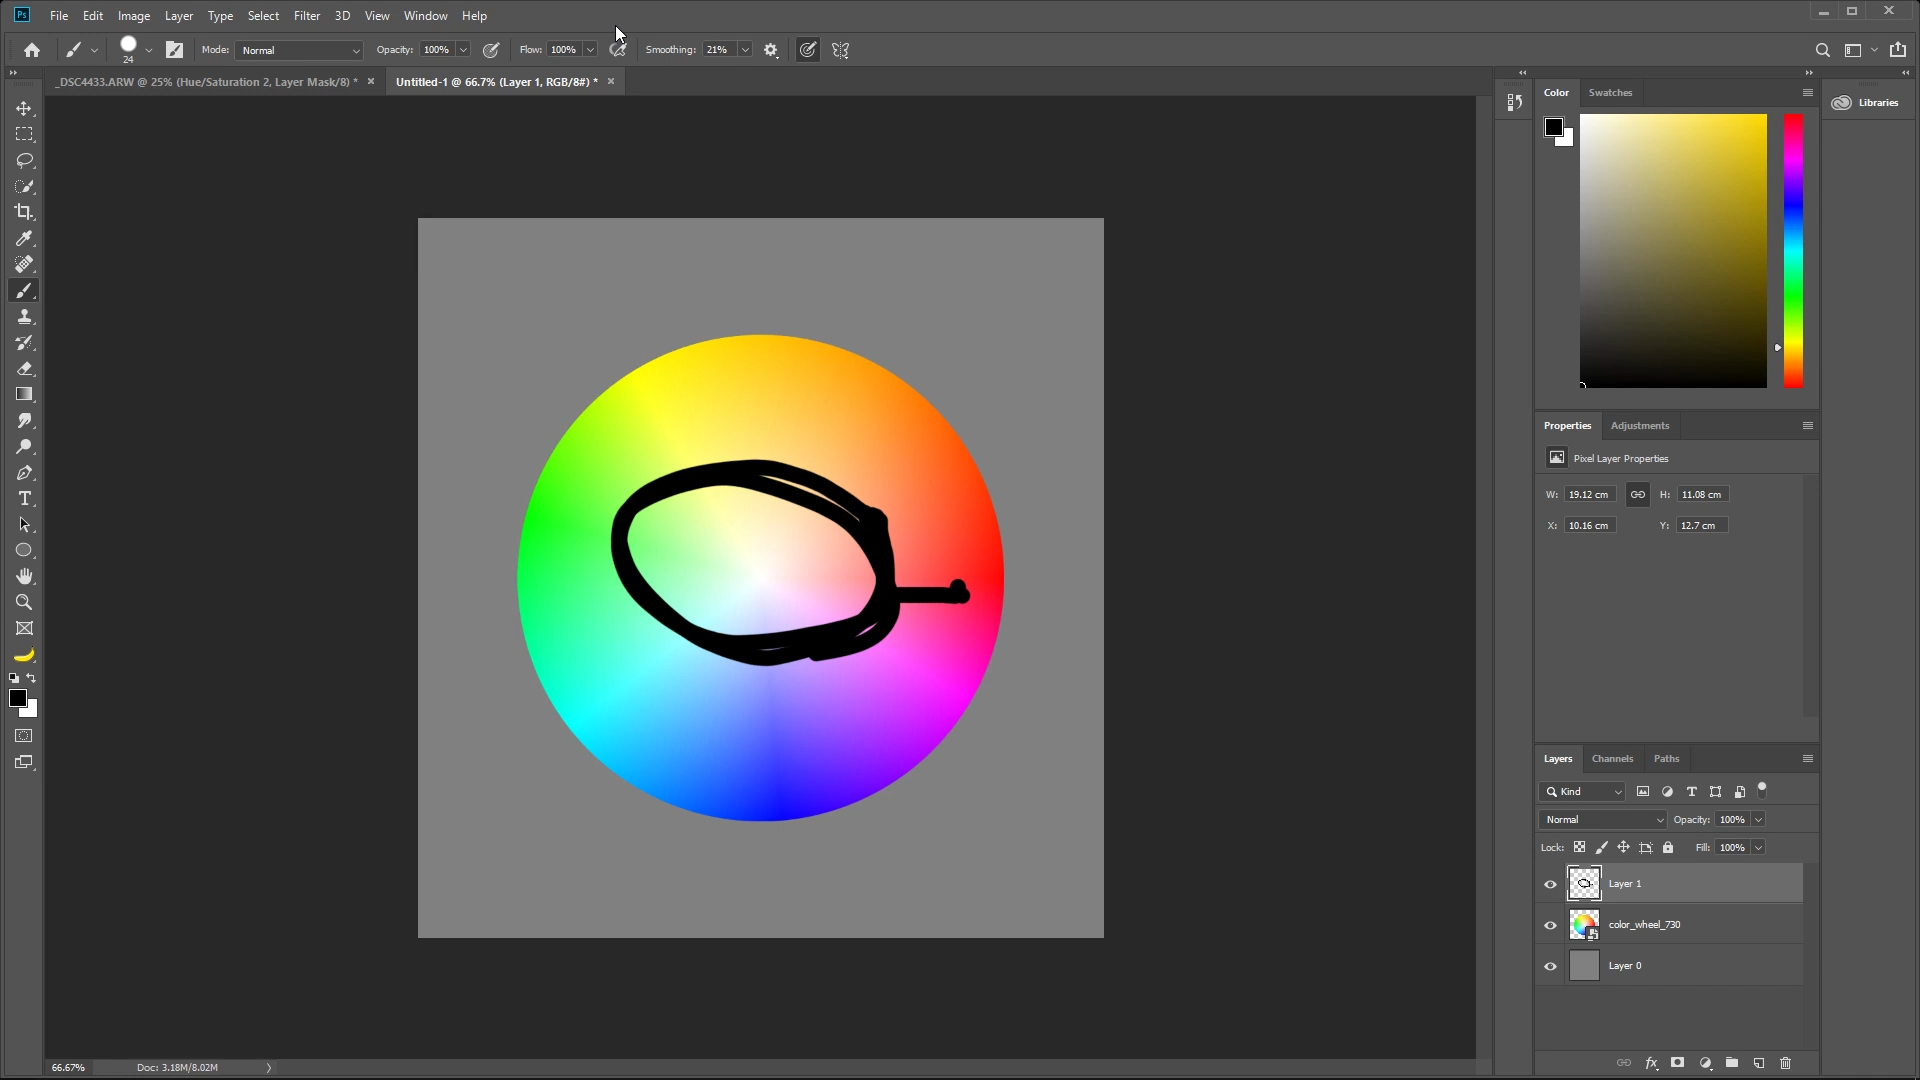 Ps File Edit Image Layer Type Select Filter 3D View Window Help
24 Mode: Normal Opacity: 100% Flow: 100% Smoothing: 21%
_DSC4433.ARW @ 25% (Hue/Saturation 2, Layer Mask/8) * × Untitled-1 @ 66.7% (Layer 1, RGB/8#) * ×
Color Swatches
Libraries
Properties Adjustments
Pixel Layer Properties
W: 19.12 cm H: 11.08 cm
X: 10.16 cm Y: 12.7 cm
Layers Channels Paths
Kind
Normal Opacity: 100%
Lock: Fill: 100%
Layer 1
color_wheel_730
Layer 0
66.67% Doc: 3.18M/8.02M